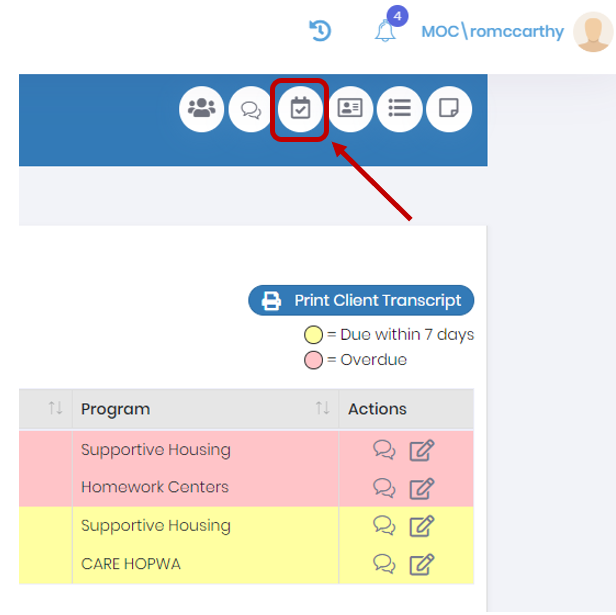 4
MOC\romccarthy
Print Client Transcript
= Due within 7 days
= Overdue
Program Actions
Supportive Housing
Homework Centers
Supportive Housing
CARE HOPWA